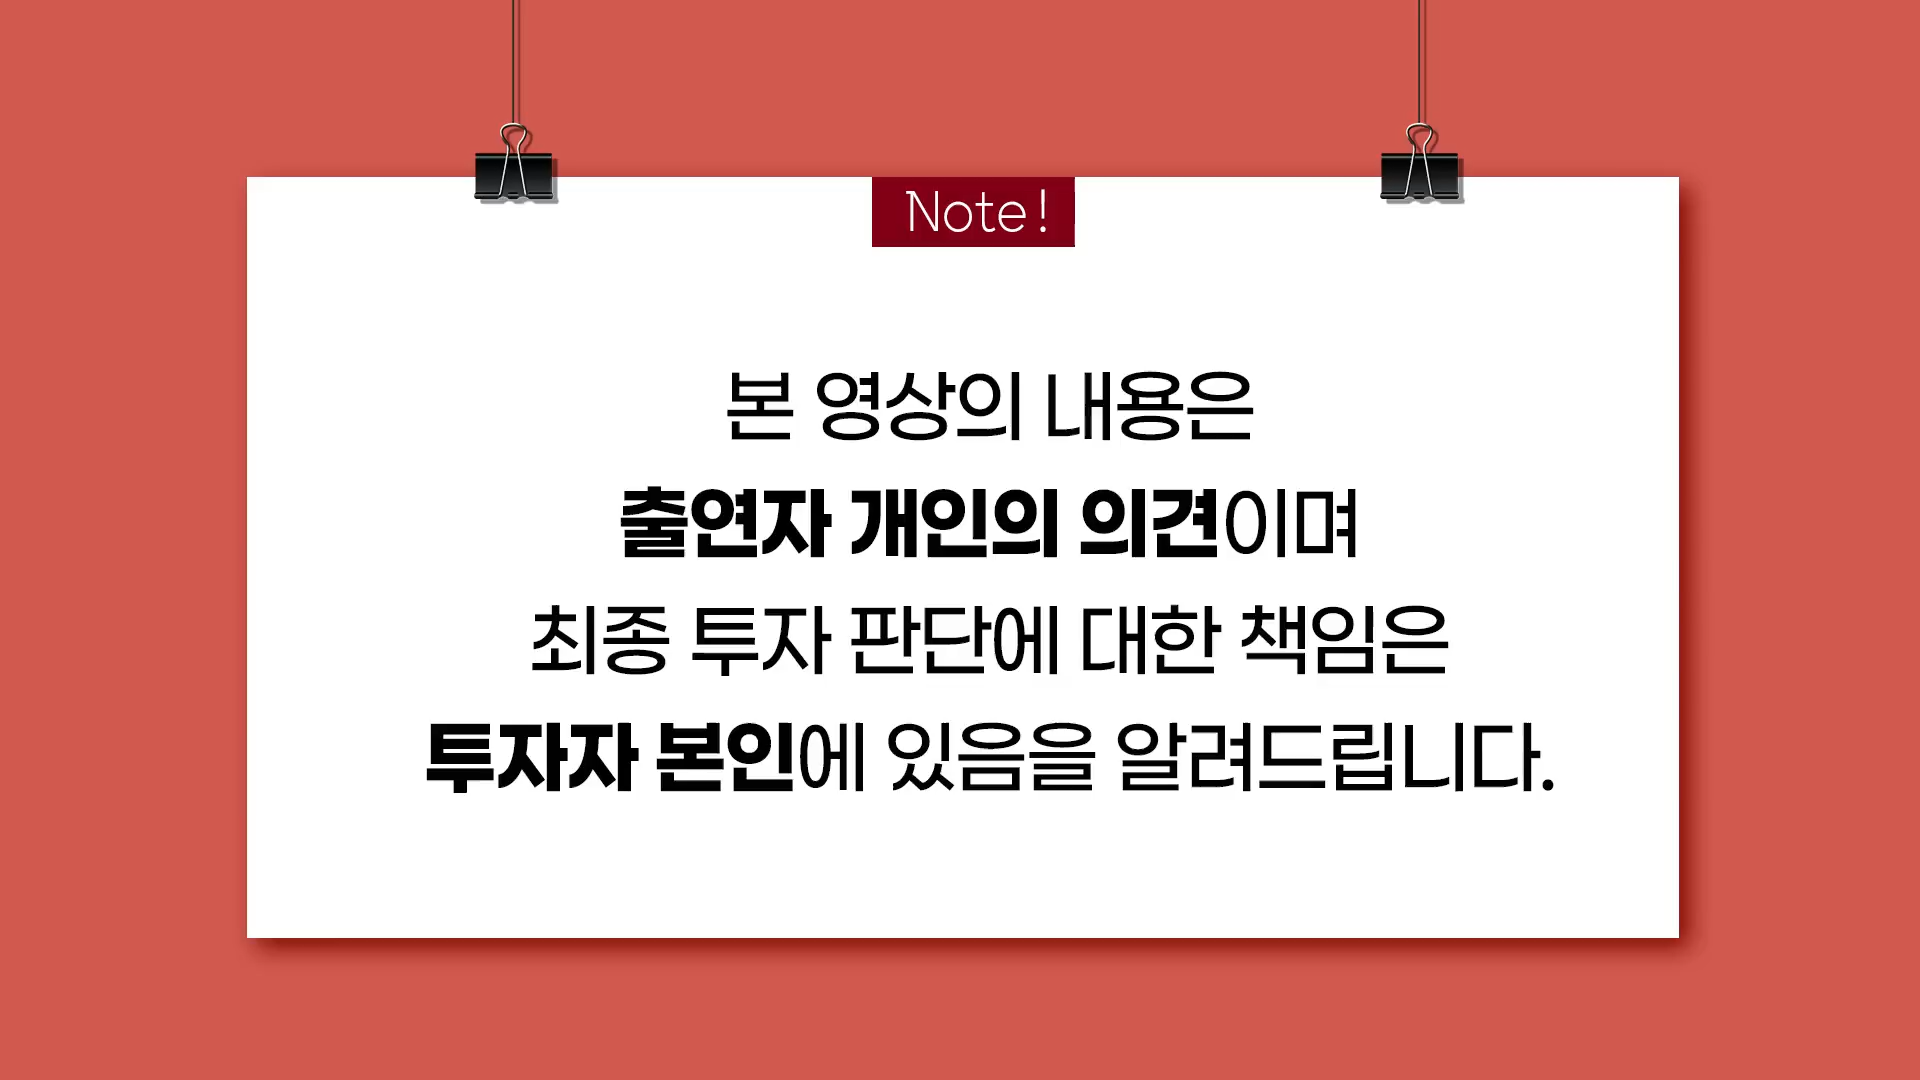 Note!
본 영상의 내용은
출연자 개인의 의견이며
최종 투자 판단에 대한 책임은
투자자 본인에 있음을 알려드립니다.